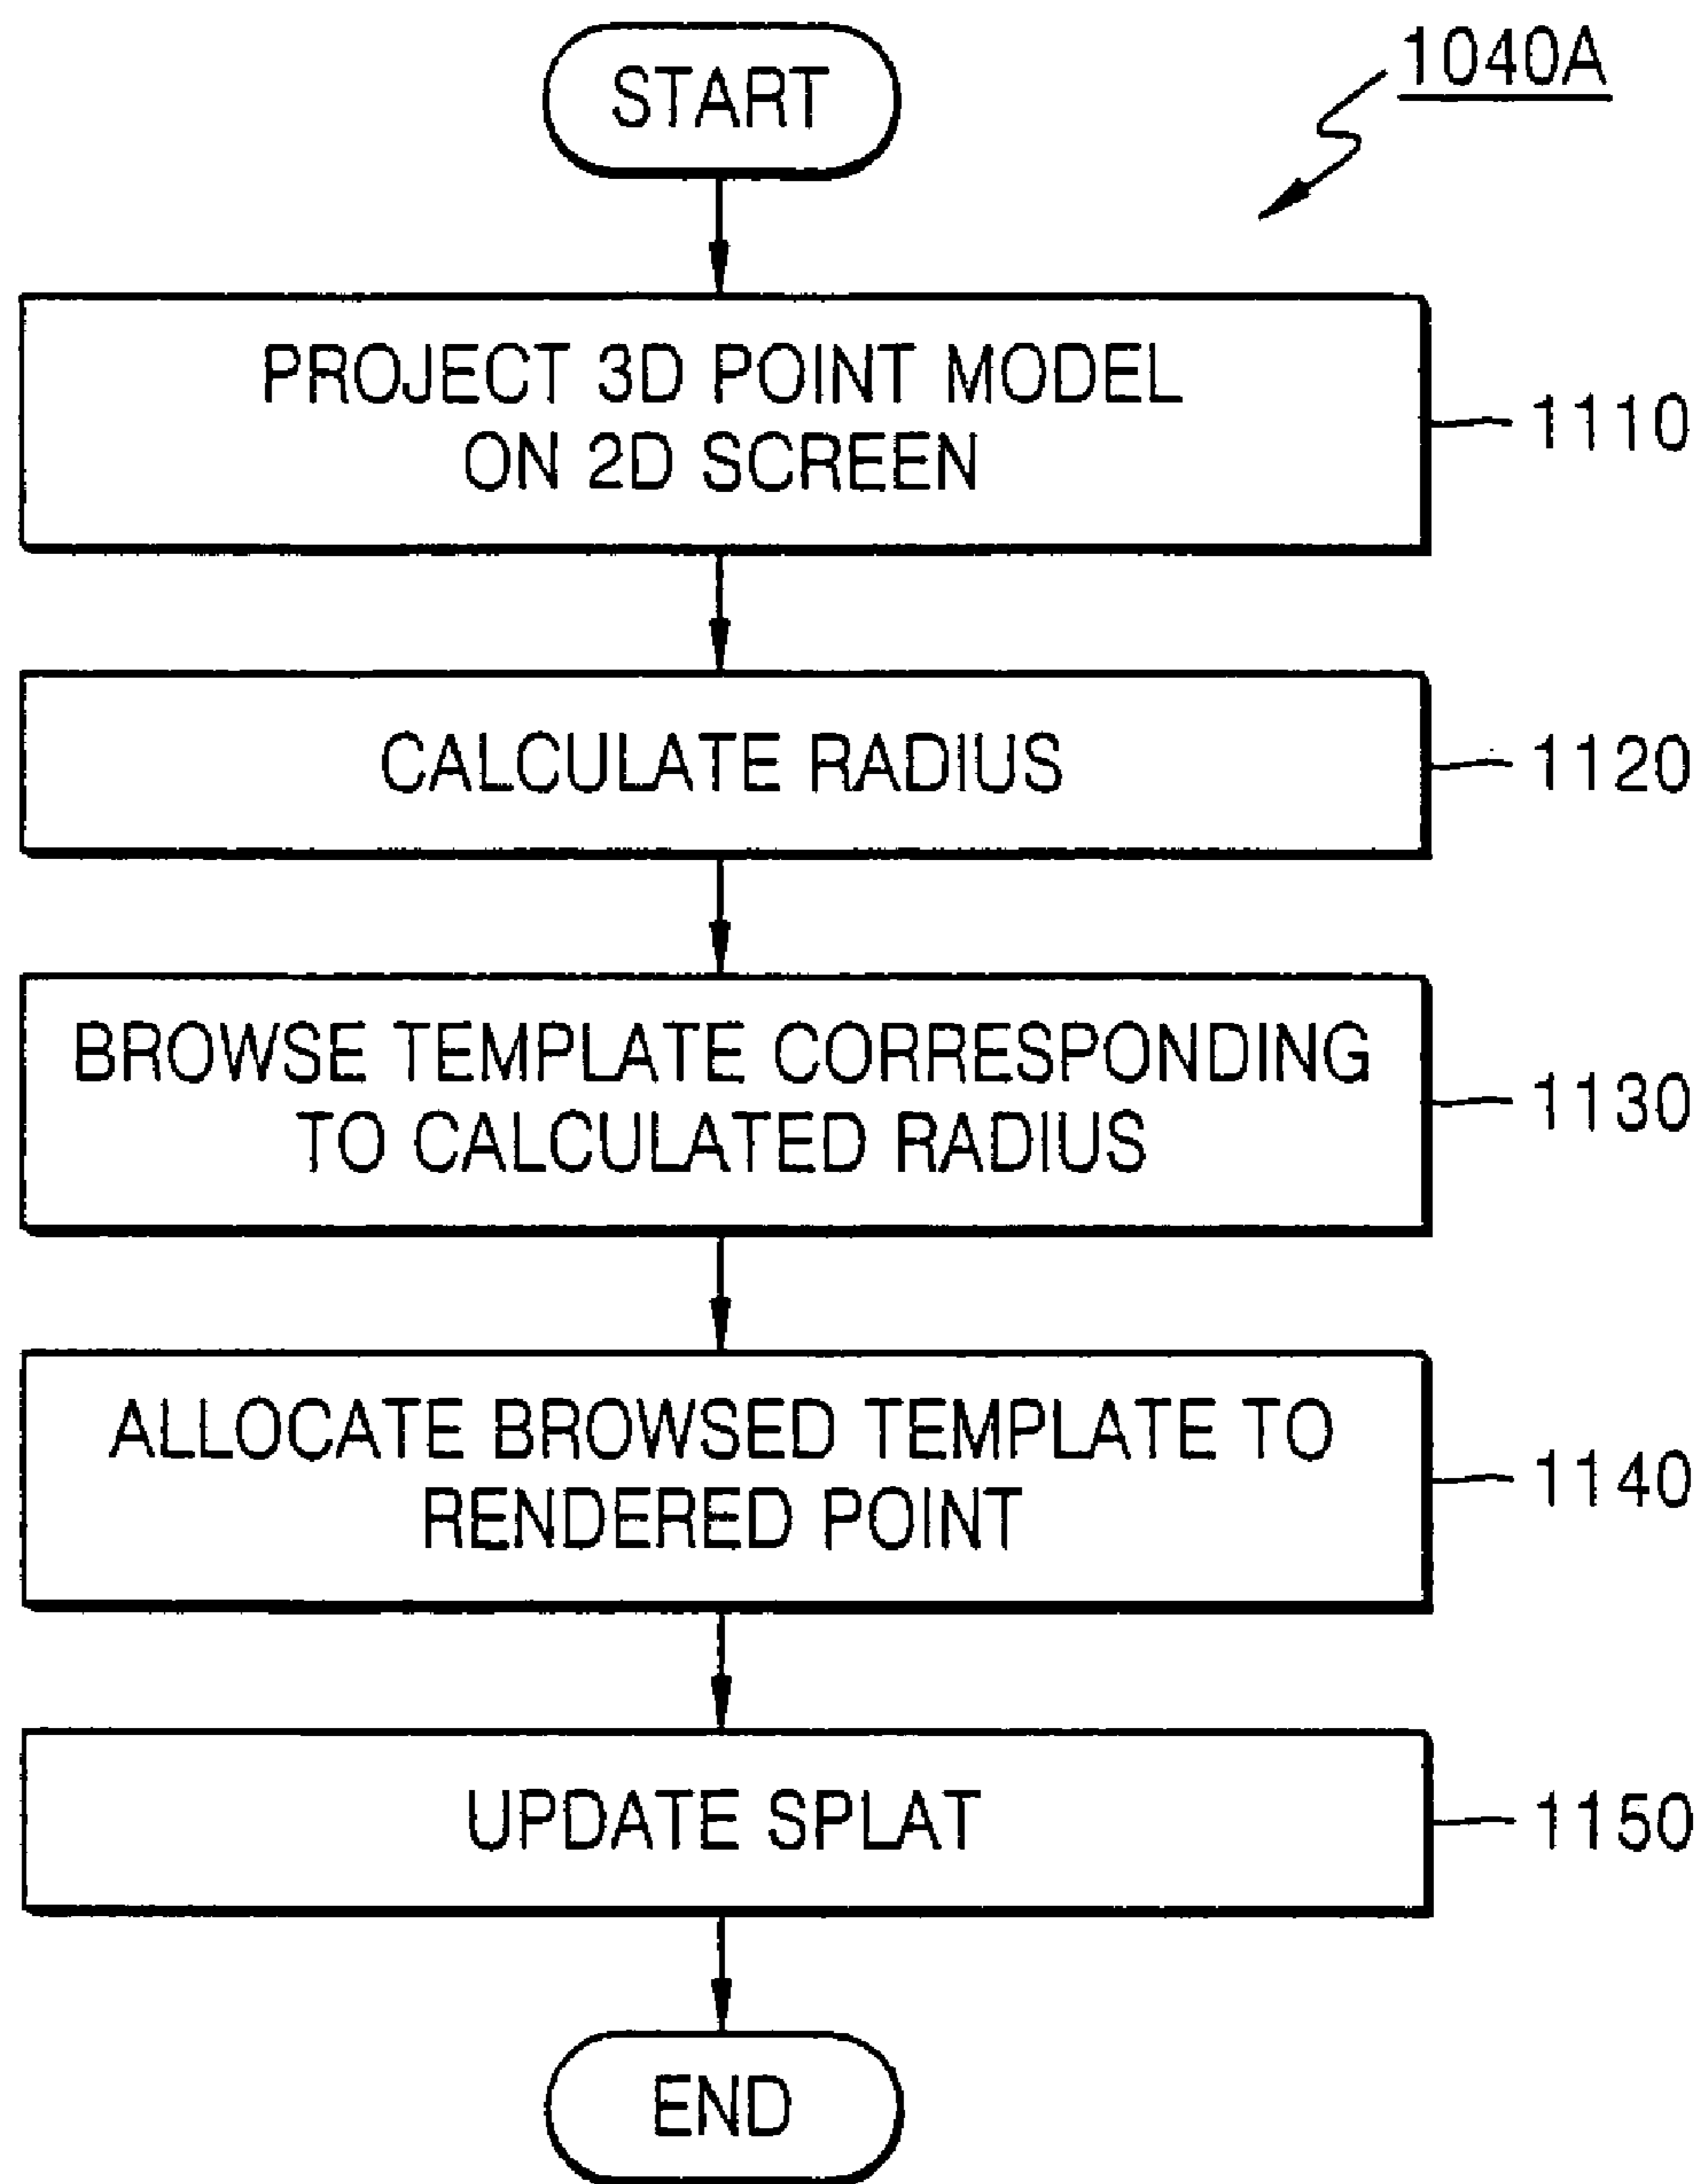 START
1040A
PROJECT 3D POINT MODEL
ON 2D SCREEN
1110
CALCULATE RADIUS
1120
BROWSE TEMPLATE CORRESPONDING
TO CALCULATED RADIUS
1130
ALLOCATE BROWSED TEMPLATE TO
RENDERED POINT
1140
UPDATE SPLAT
1150
END